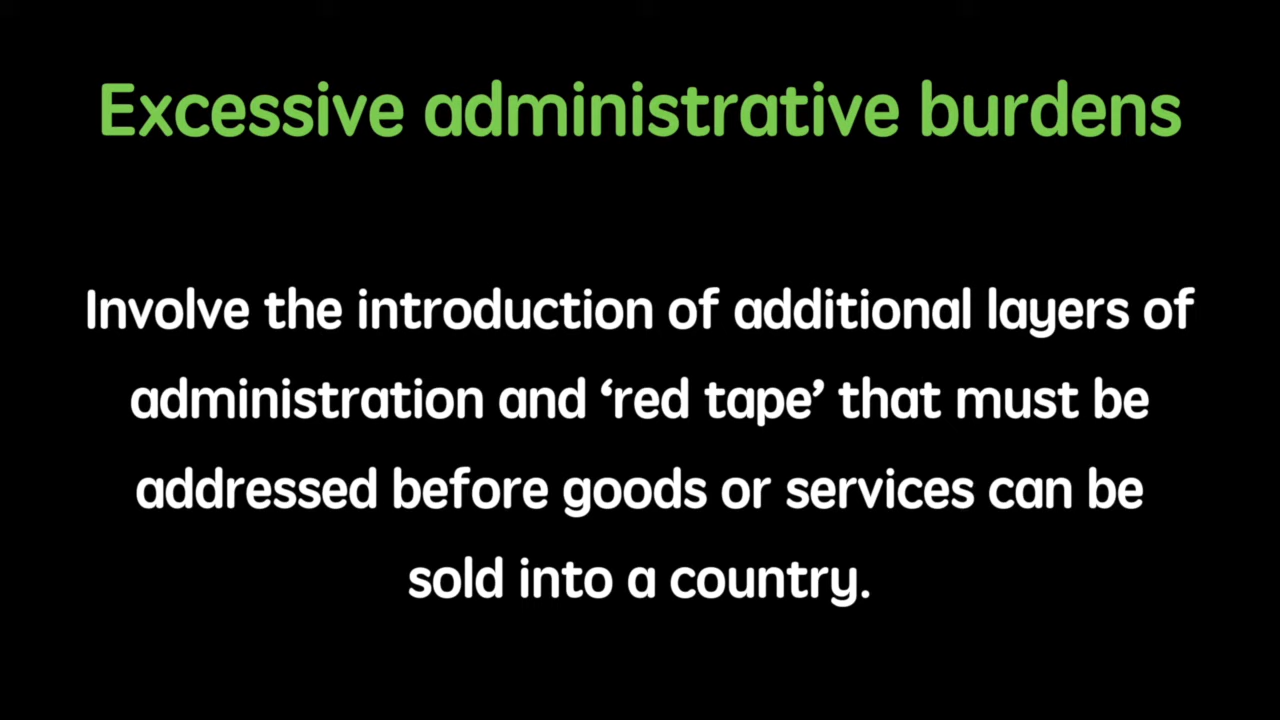 Excessive administrative burdens
Involve the introduction of additional layers of
administration and ‘red tape’ that must be
addressed before goods or services can be
sold into a country.